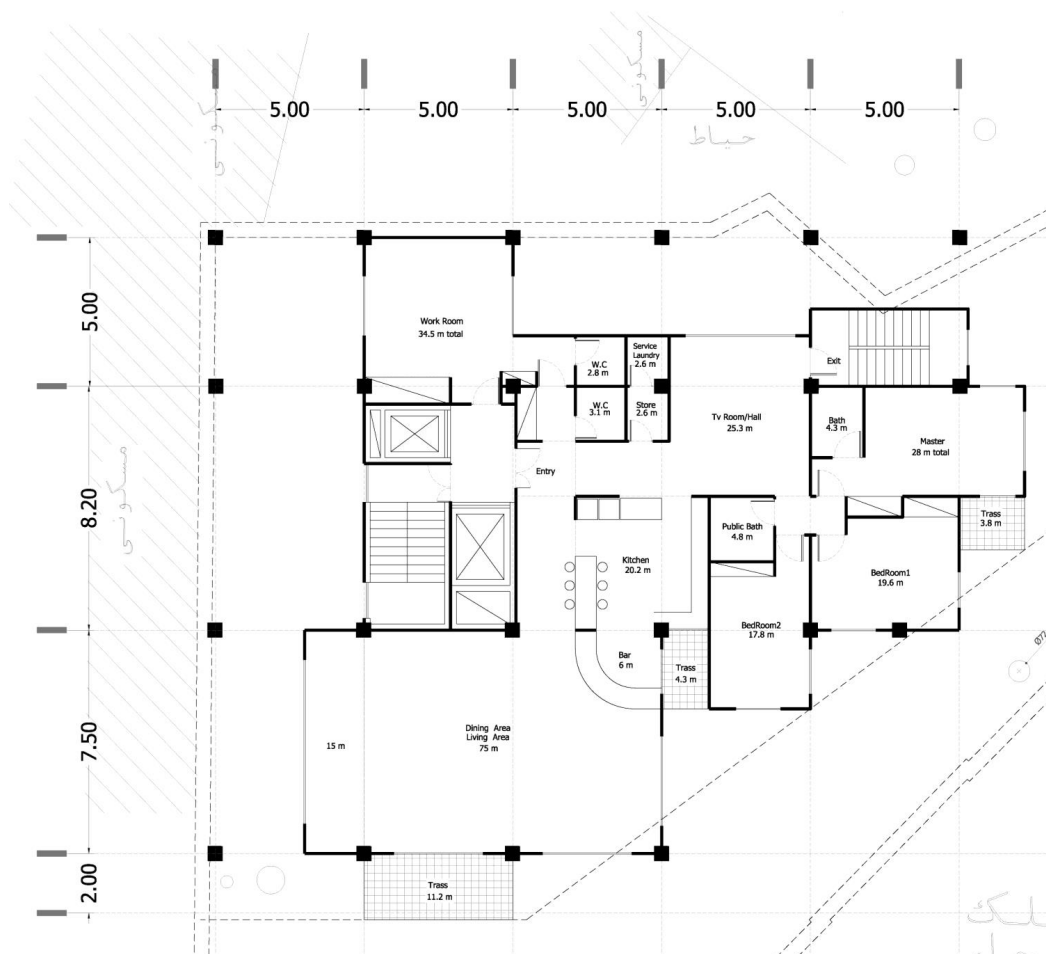 مسکونی
مسکونی
5.00
5.00
5.00
5.00
5.00
حیاط
5.00
Work Room
34.5 m total
W.C
2.8 m
Service
Laundry
2.6 m
Exit
W.C
3.1 m
Store
2.6 m
Tv Room/Hall
25.3 m
Bath
4.3 m
Master
28 m total
مسکونی
Entry
8.20
Public Bath
4.8 m
Trass
3.8 m
Kitchen
20.2 m
BedRoom1
19.6 m
BedRoom2
17.8 m
Bar
6 m
Trass
4.3 m
7.50
15 m
Dining Area
Living Area
75 m
2.00
Trass
11.2 m